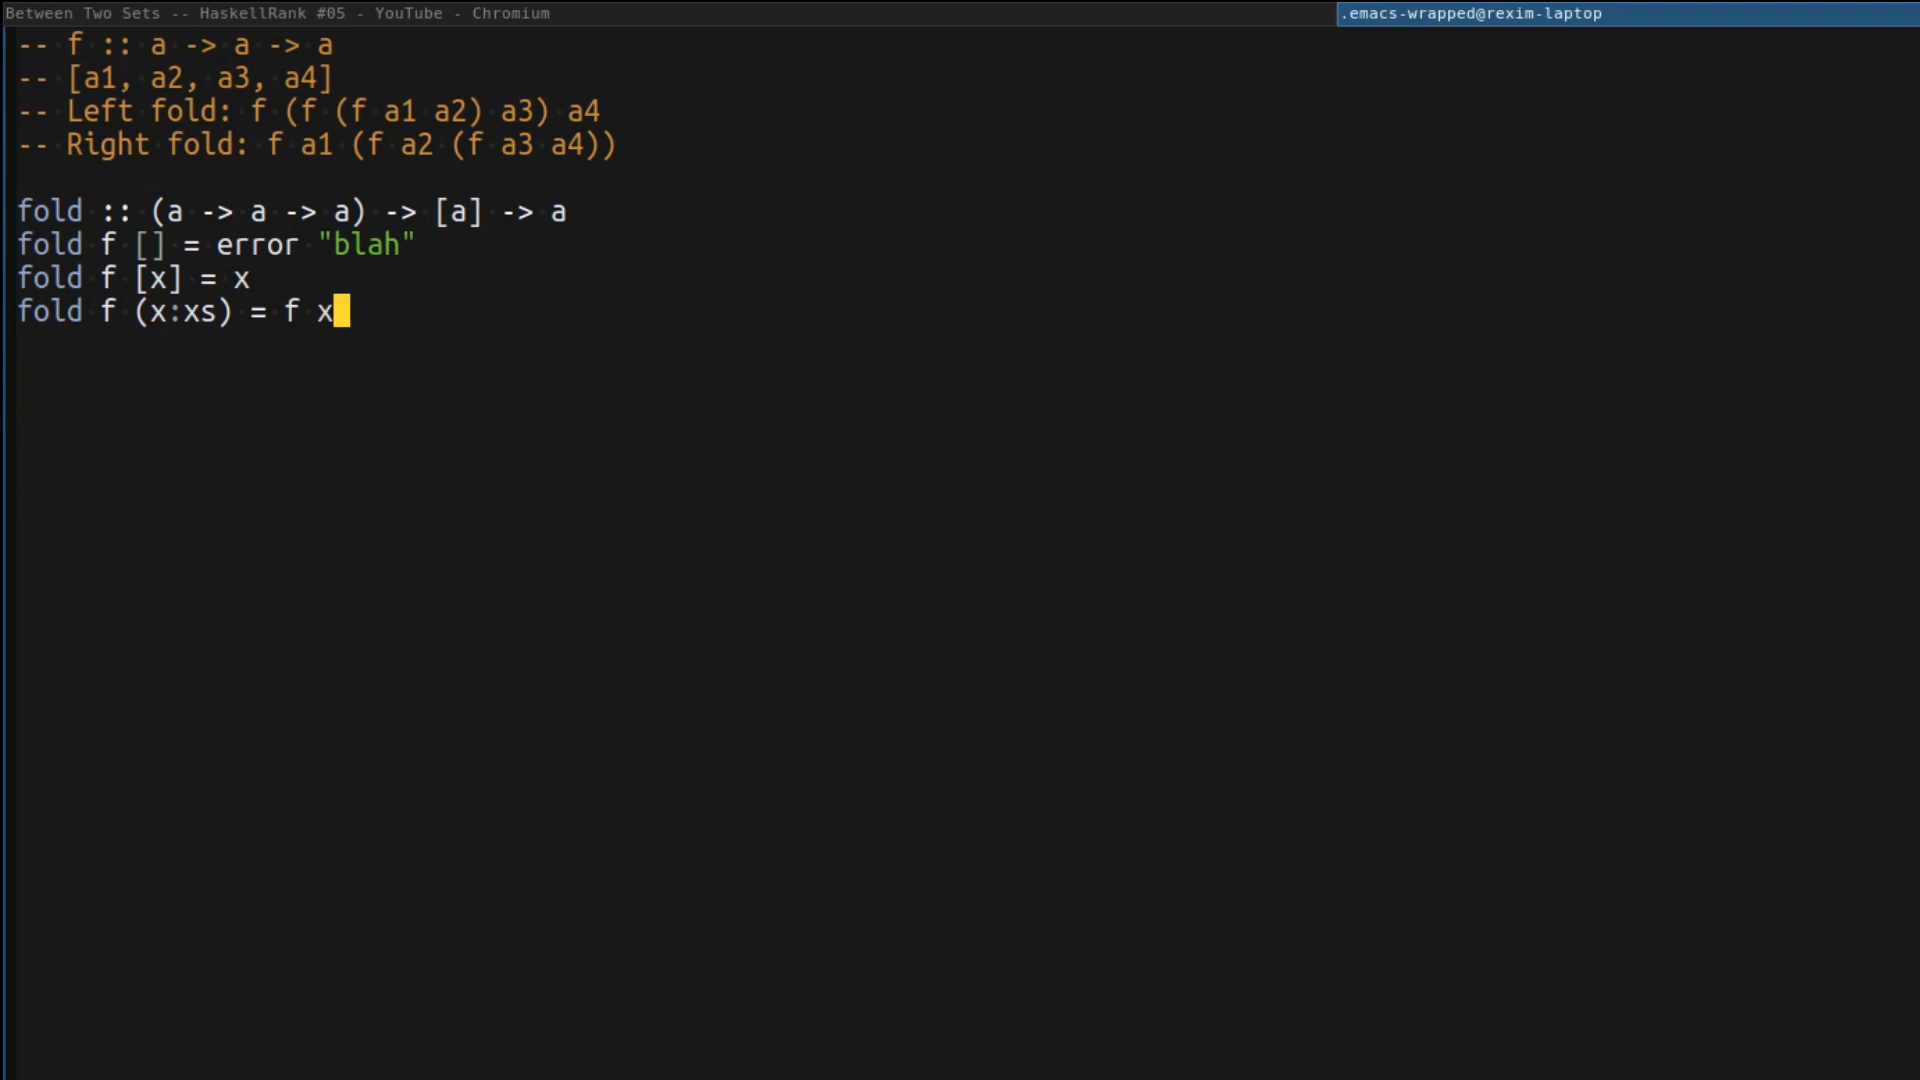 Between Two Sets -- HaskellRank #05 - YouTube - Chromium
.emacs-wrapped@rexim-laptop
-- f :: a -> a -> a
-- [a1, a2, a3, a4]
-- Left fold: f (f (f a1 a2) a3) a4
-- Right fold: f a1 (f a2 (f a3 a4))
fold :: (a -> a -> a) -> [a] -> a
fold f [] = error "blah"
fold f [x] = x
fold f (x:xs) = f x